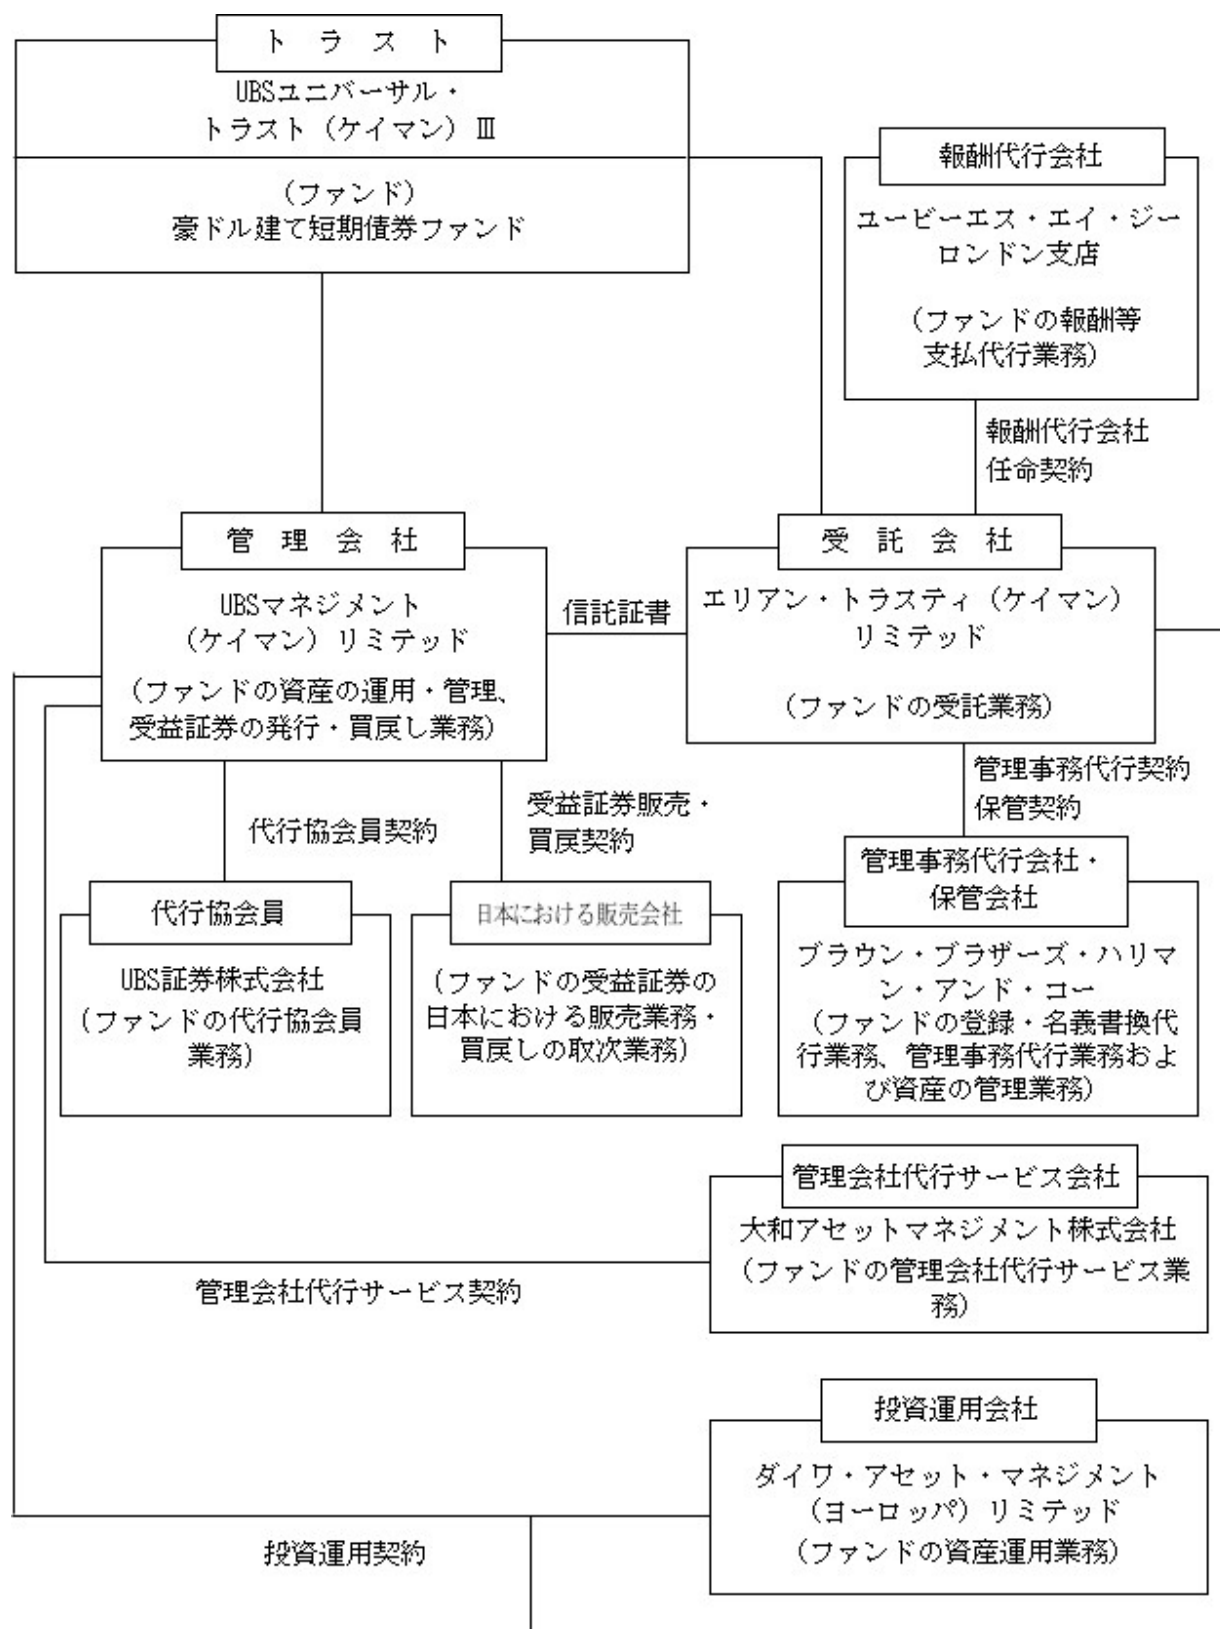 トラスト
UBSユニバーサル・
トラスト（ケイマン）Ⅲ
（ファンド）
豪ドル建て短期債券ファンド
報酬代行会社
ユービーエス・エイ・ジー
ロンドン支店
（ファンドの報酬等
支払代行業務）
報酬代行会社
任命契約
管理会社
UBSマネジメント
（ケイマン）リミテッド
（ファンドの資産の運用・管理、
受益証券の発行・買戻し業務）
信託証書
受託会社
エリアン・トラスティ（ケイマン）
リミテッド
（ファンドの受託業務）
代行協会員契約
受益証券販売・
買戻契約
管理事務代行契約
保管契約
代行協会員
UBS証券株式会社
（ファンドの代行協会員
業務）
日本における販売会社
（ファンドの受益証券の
日本における販売業務・
買戻しの取次業務）
管理事務代行会社・
保管会社
ブラウン・ブラザーズ・ハリマ
ン・アンド・コー
（ファンドの登録・名義書換代
行業務、管理事務代行業務およ
び資産の管理業務）
管理会社代行サービス会社
大和アセットマネジメント株式会社
（ファンドの管理会社代行サービス業
務）
管理会社代行サービス契約
投資運用会社
ダイワ・アセット・マネジメント
（ヨーロッパ）リミテッド
（ファンドの資産運用業務）
投資運用契約